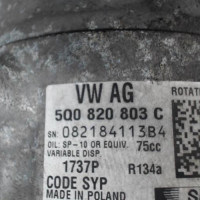 VW AG
5Q0 820 803 C
ROTAT
SN: 082184113B4
OIL: SP-10 OR EQUIV. 75cc
VARIABLE DISP.
1737P R134a
CODE SYP
MADE IN POLAND